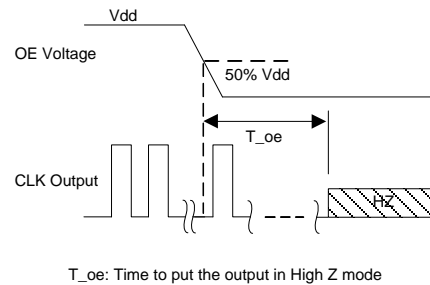 Vdd
OE Voltage
50% Vdd
T_oe
CLK Output
HZ
T_oe: Time to put the output in High Z mode